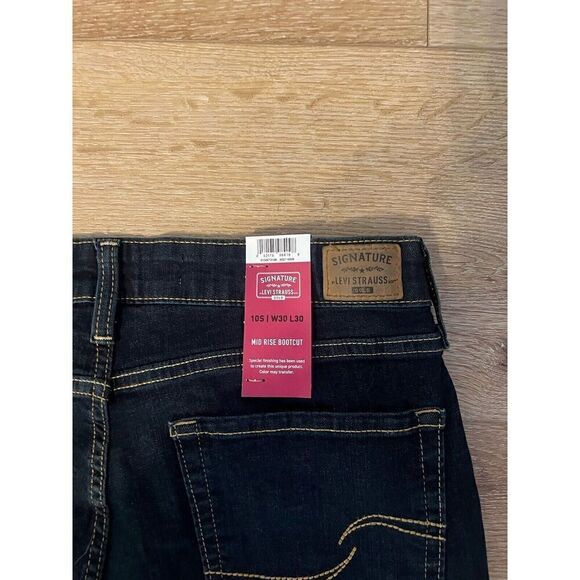 SIGNATURE
LEVI STRAUSS
GOLD
10S | W30 L30
MID RISE BOOTCUT
Special finishing has been used
to create this unique product.
Color may transfer.
SIGNATURE
LEVI STRAUSS
GOLD